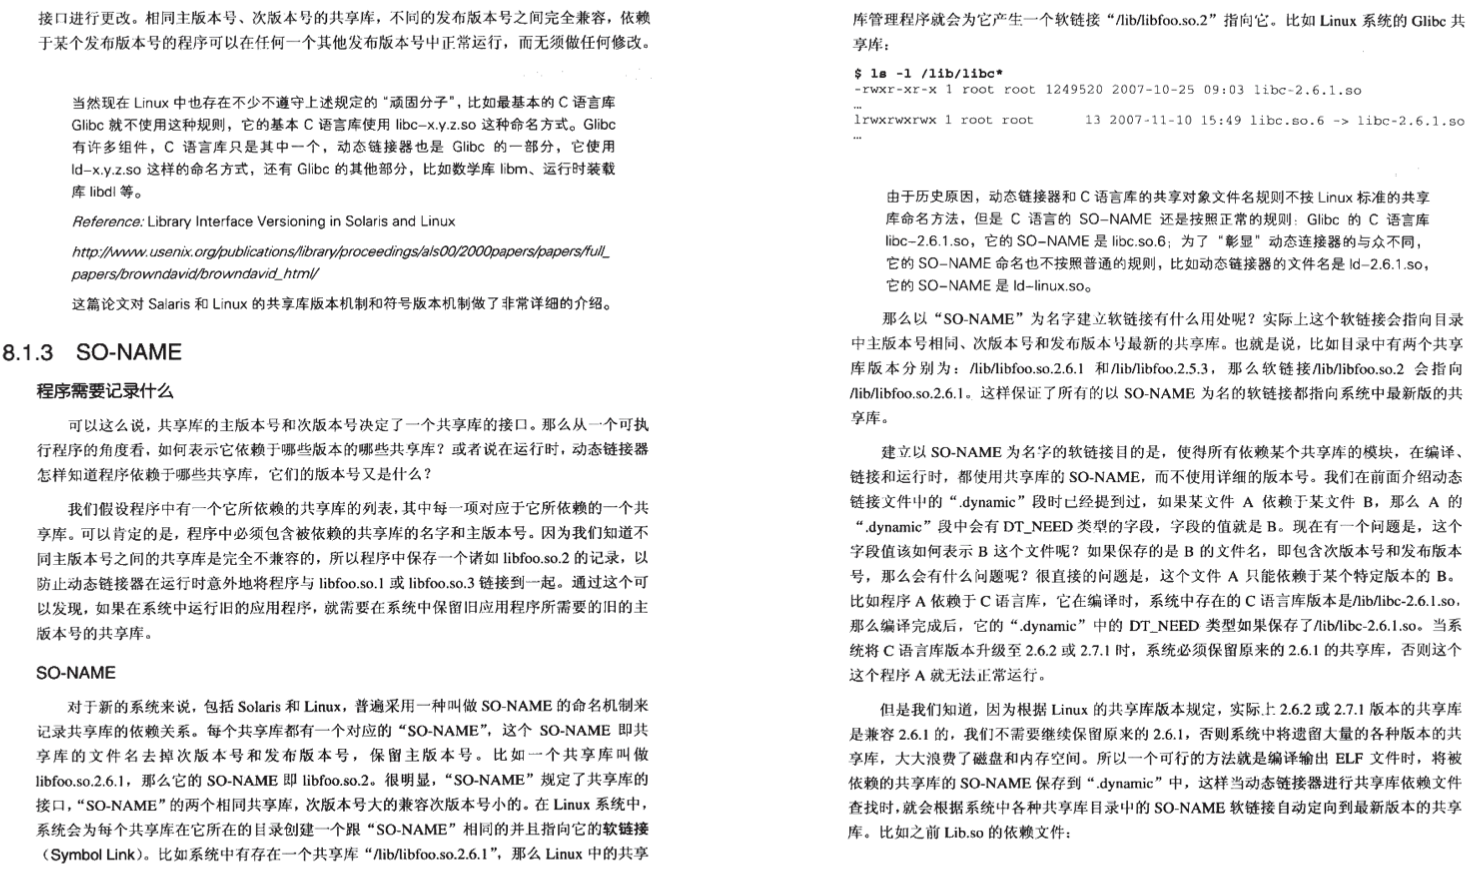 接口进行更改。相同主版本号、次版本号的共享库，不同的发布版本号之间完全兼容，依赖
于某个发布版本号的程序可以在任何一个其他发布版本号中正常运行，而无须做任何修改。
当然现在 Linux 中也存在不少不遵守上述规定的“顽固分子”，比如最基本的 C 语言库
Glibc 就不使用这种规则，它的基本 C 语言库使用 libc-x.y.z.so 这种命名方式。Glibc
有许多组件，C 语言库只是其中一个，动态链接器也是 Glibc 的一部分，它使用
ld-x.y.z.so 这样的命名方式，还有 Glibc 的其他部分，比如数学库 libm、运行时装载
库 libdl 等。
Reference: Library Interface Versioning in Solaris and Linux
http://www.usenix.org/publications/library/proceedings/als00/2000papers/papers/full_
papers/browndavid/browndavid_html/
这篇论文对 Salaris 和 Linux 的共享库版本机制和符号版本机制做了非常详细的介绍。
8.1.3 SO-NAME
程序需要记录什么
可以这么说，共享库的主版本号和次版本号决定了一个共享库的接口。那么从一个可执
行程序的角度看，如何表示它依赖于哪些版本的哪些共享库？或者说在运行时，动态链接器
怎样知道程序依赖于哪些共享库，它们的版本号又是什么？
我们假设程序中有一个它所依赖的共享库的列表，其中每一项对应于它所依赖的一个共
享库。可以肯定的是，程序中必须包含被依赖的共享库的名字和主版本号。因为我们知道不
同主版本号之间的共享库是完全不兼容的，所以程序中保存一个诸如 libfoo.so.2 的记录，以
防止动态链接器在运行时意外地将程序与 libfoo.so.1 或 libfoo.so.3 链接到一起。通过这个可
以发现，如果在系统中运行旧的应用程序，就需要在系统中保留旧应用程序所需要的旧的主
版本号的共享库。
SO-NAME
对于新的系统来说，包括 Solaris 和 Linux，普遍采用一种叫做 SO-NAME 的命名机制来
记录共享库的依赖关系。每个共享库都有一个对应的“SO-NAME”，这个 SO-NAME 即共
享库的文件名去掉次版本号和发布版本号，保留主版本号。比如一个共享库叫做
libfoo.so.2.6.1，那么它的 SO-NAME 即 libfoo.so.2。很明显，“SO-NAME”规定了共享库的
接口，“SO-NAME”的两个相同共享库，次版本号大的兼容次版本号小的。在 Linux 系统中，
系统会为每个共享库在它所在的目录创建一个跟“SO-NAME”相同的并且指向它的软链接
（Symbol Link）。比如系统中有存在一个共享库“/lib/libfoo.so.2.6.1”，那么 Linux 中的共享
库管理程序就会为它产生一个软链接“/lib/libfoo.so.2”指向它。比如 Linux 系统的 Glibc 共
享库：
$ ls -l /lib/libc*
-rwxr-xr-x 1 root root 1249520 2007-10-25 09:03 libc-2.6.1.so
…
lrwxrwxrwx 1 root root 13 2007-11-10 15:49 libc.so.6 -> libc-2.6.1.so
…
由于历史原因，动态链接器和 C 语言库的共享对象文件名规则不按 Linux 标准的共享
库命名方法，但是 C 语言的 SO-NAME 还是按照正常的规则：Glibc 的 C 语言库
libc-2.6.1.so，它的 SO-NAME 是 libc.so.6；为了“彰显”动态连接器的与众不同，
它的 SO-NAME 命名也不按照普通的规则，比如动态链接器的文件名是 ld-2.6.1.so，
它的 SO-NAME 是 ld-linux.so。
那么以“SO-NAME”为名字建立软链接有什么用处呢？实际上这个软链接会指向目录
中主版本号相同、次版本号和发布版本号最新的共享库。也就是说，比如目录中有两个共享
库版本分别为：/lib/libfoo.so.2.6.1 和/lib/libfoo.2.5.3，那么软链接/lib/libfoo.so.2 会指向
/lib/libfoo.so.2.6.1。这样保证了所有的以 SO-NAME 为名的软链接都指向系统中最新版的共
享库。
建立以 SO-NAME 为名字的软链接目的是，使得所有依赖某个共享库的模块，在编译、
链接和运行时，都使用共享库的 SO-NAME，而不使用详细的版本号。我们在前面介绍动态
链接文件中的“.dynamic”段时已经提到过，如果某文件 A 依赖于某文件 B，那么 A 的
“.dynamic”段中会有 DT_NEED 类型的字段，字段的值就是 B。现在有一个问题是，这个
字段值该如何表示 B 这个文件呢？如果保存的是 B 的文件名，即包含次版本号和发布版本
号，那么会有什么问题呢？很直接的问题是，这个文件 A 只能依赖于某个特定版本的 B。
比如程序 A 依赖于 C 语言库，它在编译时，系统中存在的 C 语言库版本是/lib/libc-2.6.1.so，
那么编译完成后，它的“.dynamic”中的 DT_NEED 类型如果保存了/lib/libc-2.6.1.so。当系
统将 C 语言库版本升级至 2.6.2 或 2.7.1 时，系统必须保留原来的 2.6.1 的共享库，否则这个
这个程序 A 就无法正常运行。
但是我们知道，因为根据 Linux 的共享库版本规定，实际上 2.6.2 或 2.7.1 版本的共享库
是兼容 2.6.1 的，我们不需要继续保留原来的 2.6.1，否则系统中将遗留大量的各种版本的共
享库，大大浪费了磁盘和内存空间。所以一个可行的方法就是编译输出 ELF 文件时，将被
依赖的共享库的 SO-NAME 保存到“.dynamic”中，这样当动态链接器进行共享库依赖文件
查找时，就会根据系统中各种共享库目录中的 SO-NAME 软链接自动定向到最新版本的共享
库。比如之前 Lib.so 的依赖文件：